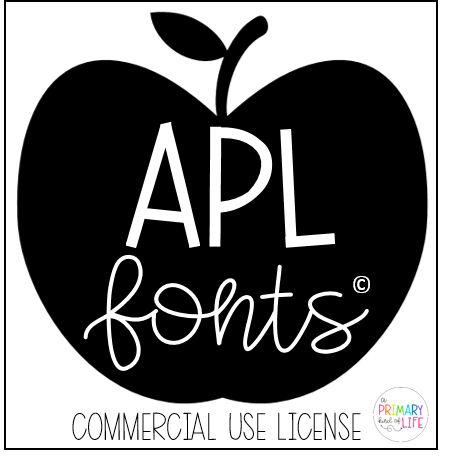 APL
fonts©
COMMERCIAL USE LICENSE
a
PRIMARY
kind of
LIFE